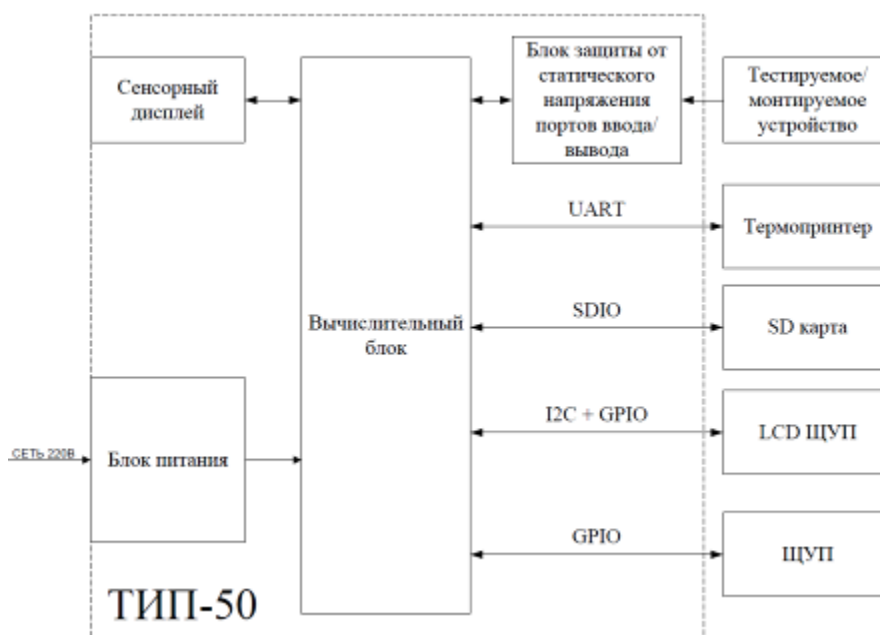 Сенсорный
дисплей
Блок защиты от
статического
напряжения
портов ввода/
вывода
Тестируемое/
монтируемое
устройство
UART
Термопринтер
SDIO
SD карта
Вычислительный
блок
I2C + GPIO
LCD ЩУП
СЕТЬ 220В
Блок питания
GPIO
ЩУП
ТИП-50